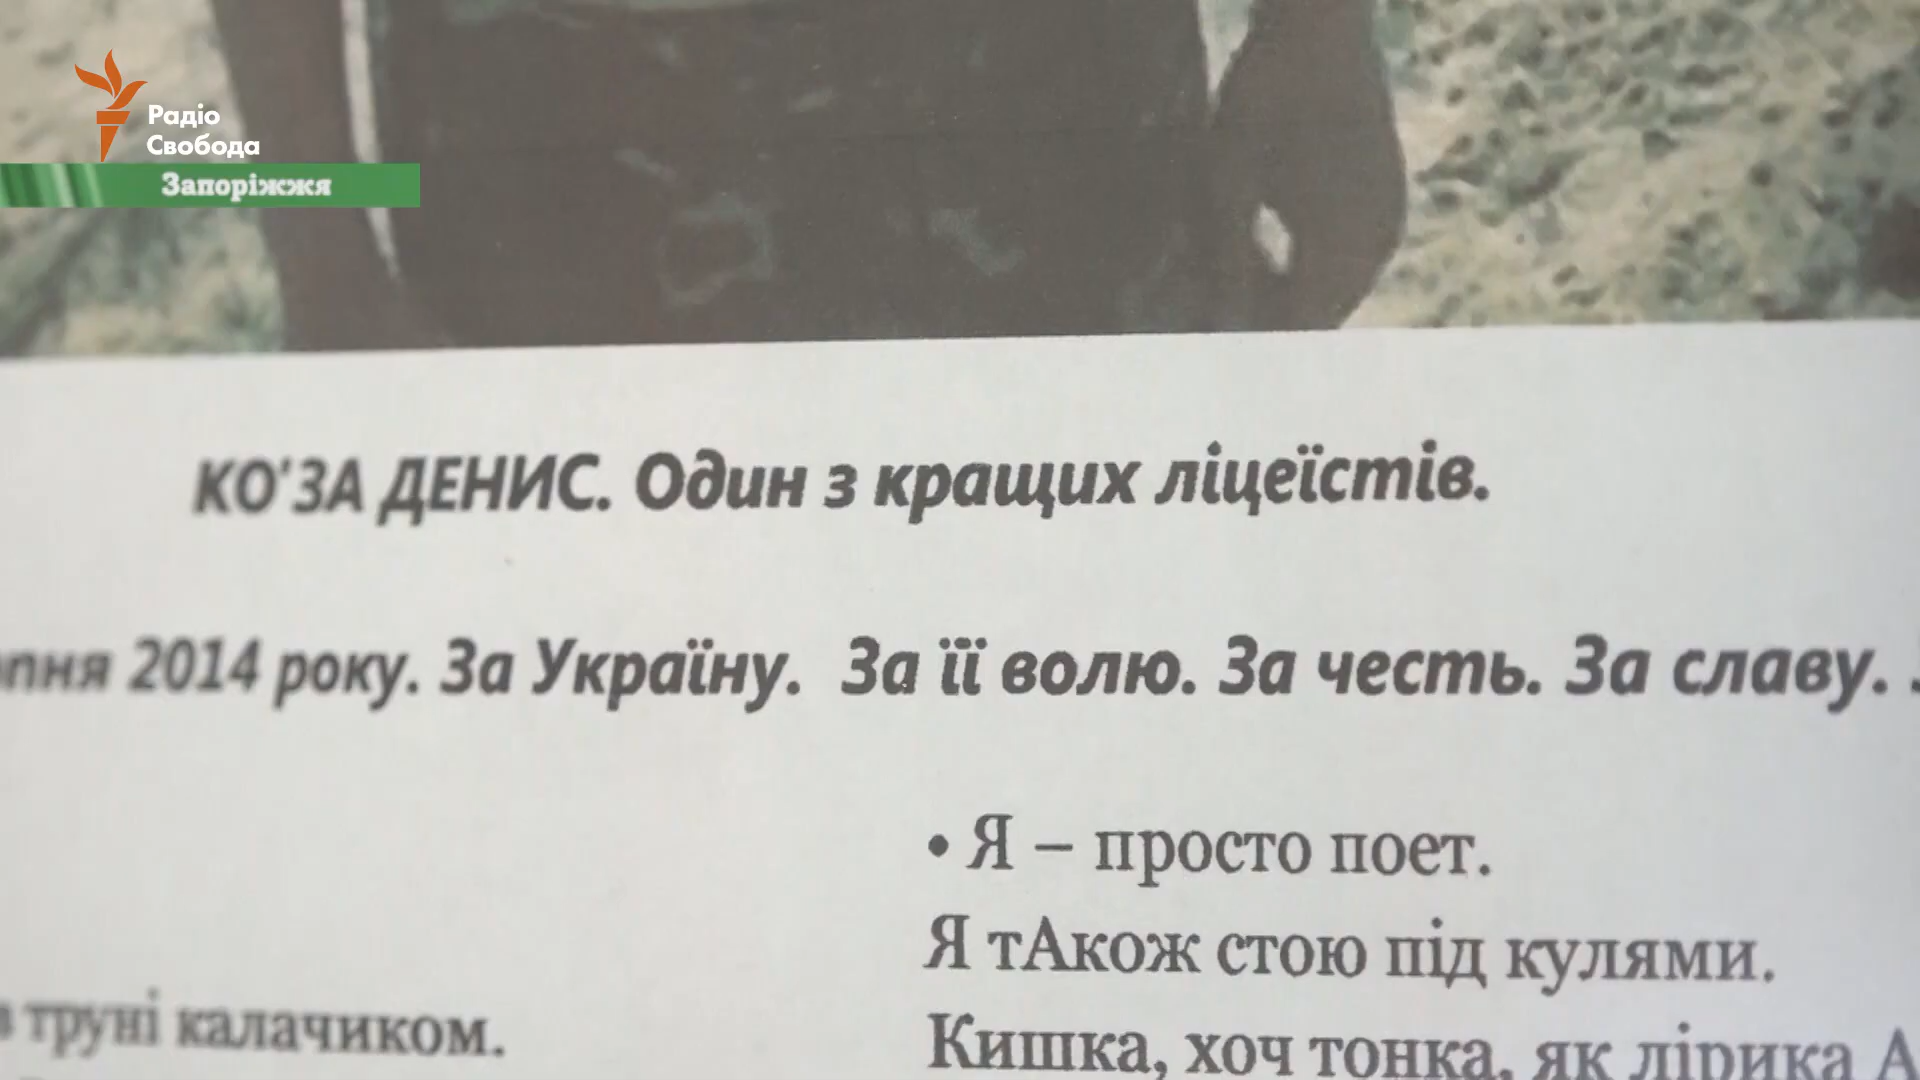 Радіо
Свобода
Запоріжжя
КО'ЗА ДЕНИС. Один з кращих ліцеїстів.
2014 року. За Україну. За її волю. За честь. За славу.
• Я – просто поет.
Я тАкож стою під кулями.
в труні калачиком.
Кишка, хоч тонка, як лірика А